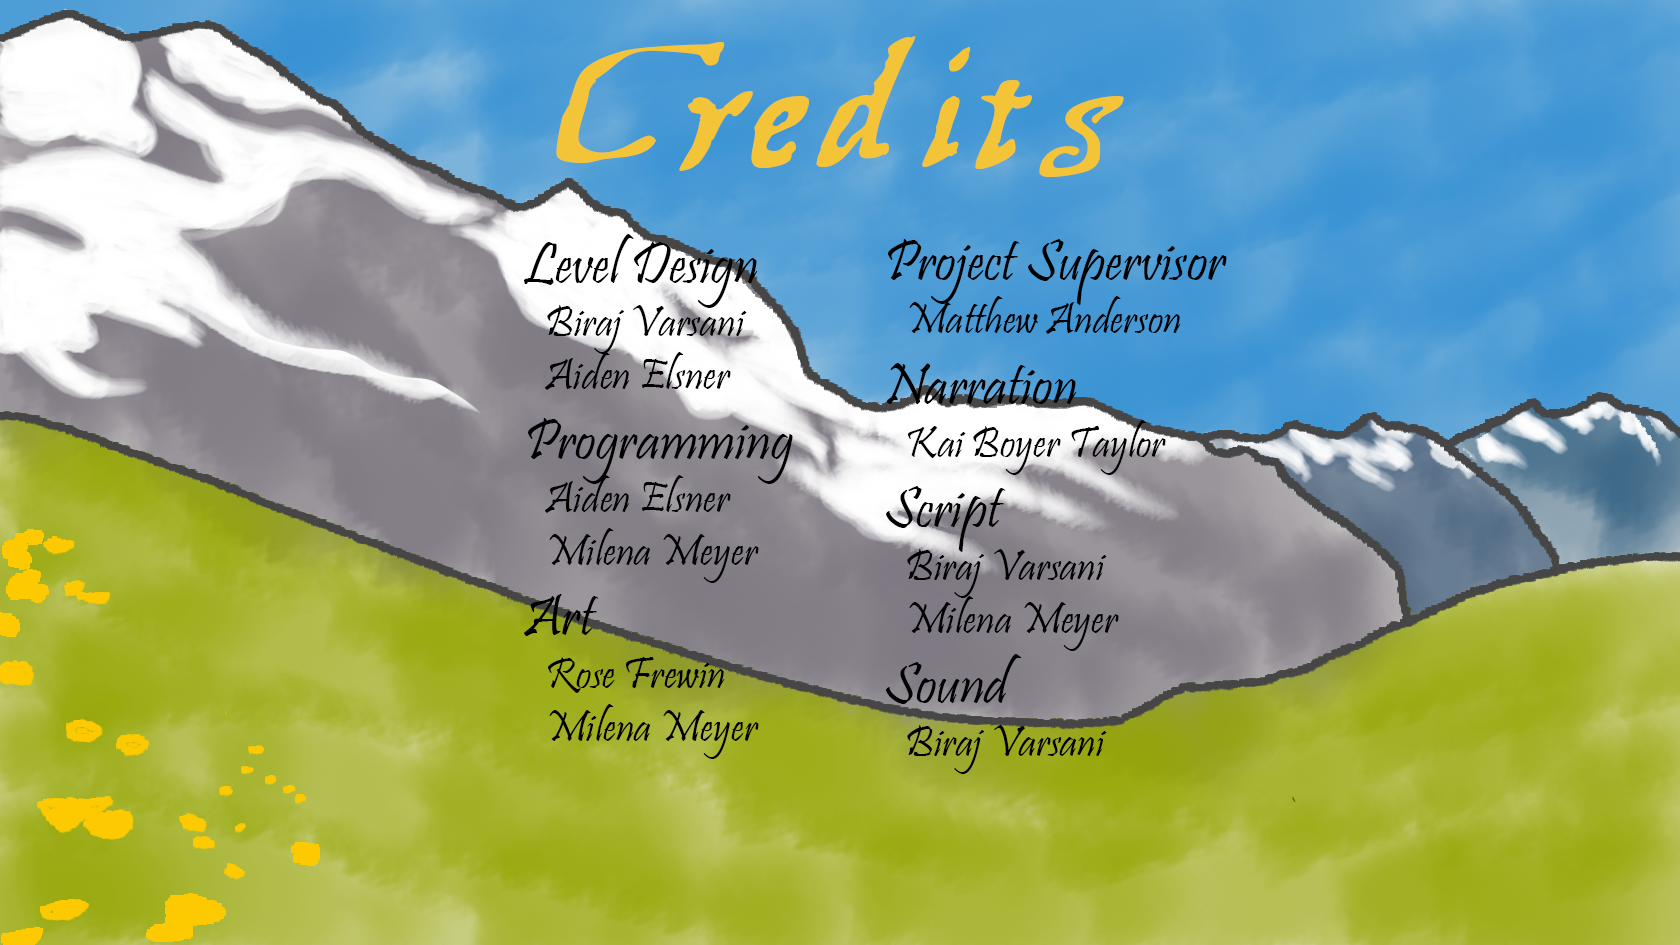 Credits
Level Design
Biraj Varsani
Aiden Elsner
Programming
Aiden Elsner
Milena Meyer
Art
Rose Frewin
Milena Meyer
Project Supervisor
Matthew Anderson
Narration
Kai Boyer Taylor
Script
Biraj Varsani
Milena Meyer
Sound
Biraj Varsani